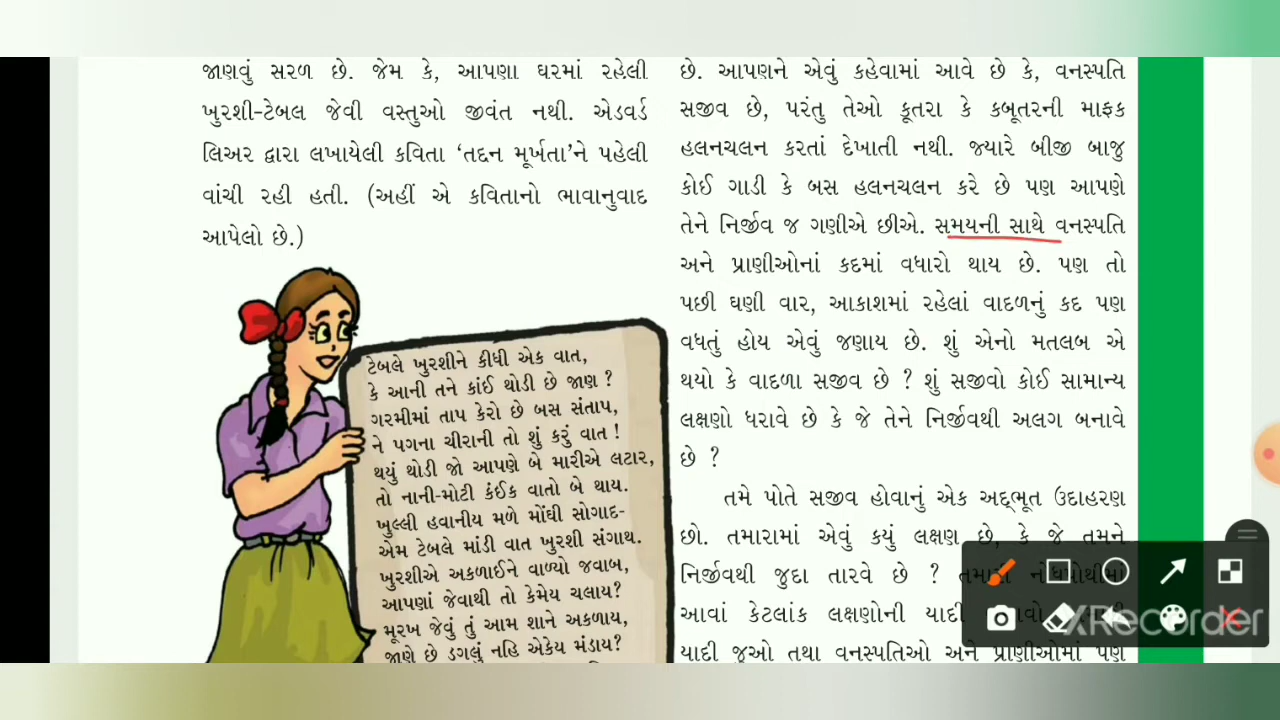 જાણવું સરળ છે. જેમ કે, આપણા ઘરમાં રહેલી
ખુરશી-ટેબલ જેવી વસ્તુઓ જીવંત નથી. એડવર્ડ
લિઅર દ્વારા લખાયેલી કવિતા ‘તદ્દન મૂર્ખતા’ને પહેલી
વાંચી રહી હતી. (અહીં એ કવિતાનો ભાવાનુવાદ
આપેલો છે.)
ટેબલે ખુરશીને કીધી એક વાત,
કે આની તને કાંઈ થોડી છે જાણ ?
ગરમીમાં તાપ કેરો છે બસ સંતાપ,
ને પગના ચીરાની તો શું કરું વાત !
થયું થોડી જો આપણે બે મારીએ લટાર,
તો નાની-મોટી કંઈક વાતો બે થાય.
ખુલ્લી હવાનીય મળે મોંઘી સોગાદ-
એમ ટેબલે માંડી વાત ખુરશી સંગાથ.
ખુરશીએ અકળાઈને વાળ્યો જવાબ,
આપણાં જેવાથી તો કેમેય ચલાય?
મૂરખ જેવું તું આમ શાને અકળાય,
જાણે છે ડગલું નહિ એકેય મંડાય?
છે. આપણને એવું કહેવામાં આવે છે કે, વનસ્પતિ
સજીવ છે, પરંતુ તેઓ કૂતરા કે કબૂતરની માફક
હલનચલન કરતાં દેખાતી નથી. જ્યારે બીજી બાજુ
કોઈ ગાડી કે બસ હલનચલન કરે છે પણ આપણે
તેને નિર્જીવ જ ગણીએ છીએ. સમયની સાથે વનસ્પતિ
અને પ્રાણીઓનાં કદમાં વધારો થાય છે. પણ તો
પછી ઘણી વાર, આકાશમાં રહેલાં વાદળનું કદ પણ
વધતું હોય એવું જણાય છે. શું એનો મતલબ એ
થયો કે વાદળા સજીવ છે ? શું સજીવો કોઈ સામાન્ય
લક્ષણો ધરાવે છે કે જે તેને નિર્જીવથી અલગ બનાવે
છે ?
તમે પોતે સજીવ હોવાનું એક અદ્ભૂત ઉદાહરણ
છો. તમારામાં એવું કયું લક્ષણ છે, કે જે તમને
નિર્જીવથી જુદા તારવે છે ? તમારી
આવાં કેટલાંક લક્ષણોની યાદી
યાદી જુઓ તથા વનસ્પતિઓ અને પ્રાણીઓમાં પણ
XRecorder